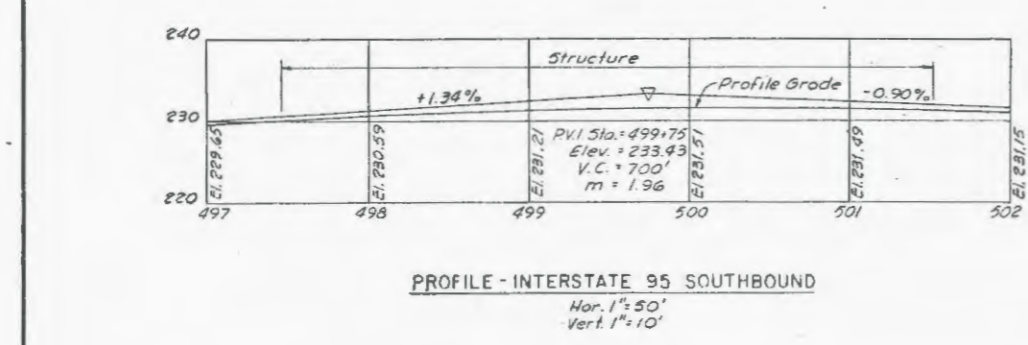 240
Structure
+1.34%
Profile Grade
-0.90%
230
P.V.I Sta.=499+75
Elev. = 233.43
V.C. = 700'
m = 1.96
El. 229.65
El. 230.59
El. 231.21
El. 231.51
El. 231.49
El. 231.15
220
497
498
499
500
501
502
PROFILE - INTERSTATE 95 SOUTHBOUND
Hor. 1"=50'
Vert. 1"=10'